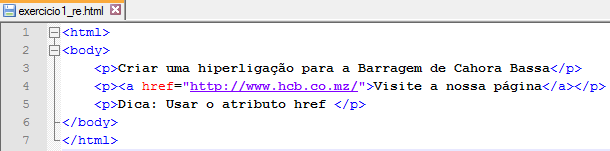 exercicio1_re.html
1 <html>
2 <body>
3 <p>Criar uma hiperligação para a Barragem de Cahora Bassa</p>
4 <p><a href="http://www.hcb.co.mz/">Visite a nossa página</a></p>
5 <p>Dica: Usar o atributo href </p>
6 </body>
7 </html>